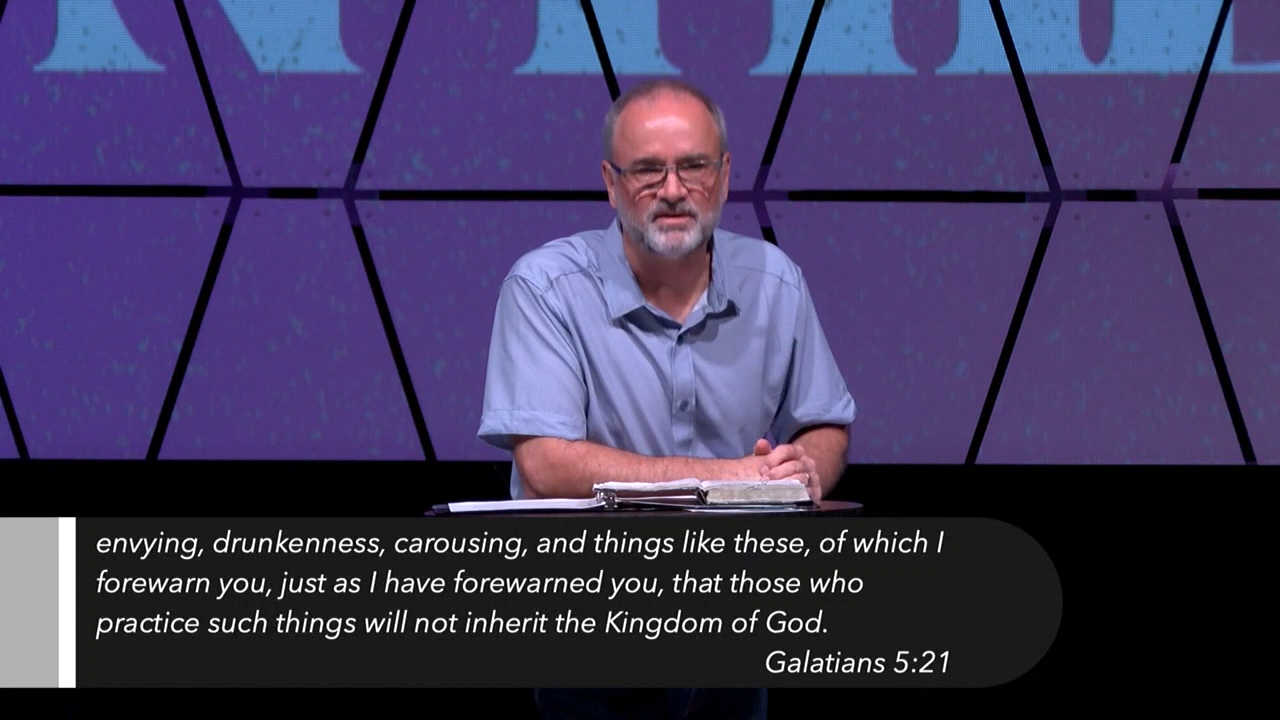 envying, drunkenness, carousing, and things like these, of which I
forewarn you, just as I have forewarned you, that those who
practice such things will not inherit the Kingdom of God.
Galatians 5:21